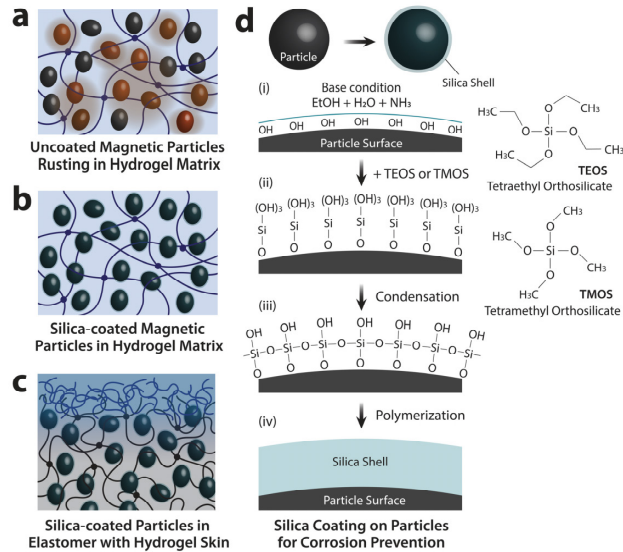 a
Uncoated Magnetic Particles
Rusting in Hydrogel Matrix
b
Silica-coated Magnetic
Particles in Hydrogel Matrix
c
Silica-coated Particles in
Elastomer with Hydrogel Skin
d
Particle
Silica Shell
(i)
Base condition
EtOH + H₂O + NH₃
OH OH OH OH OH OH OH
Particle Surface
+ TEOS or TMOS
(ii)
(OH)₃ (OH)₃ (OH)₃ (OH)₃ (OH)₃ (OH)₃ (OH)₃
Si Si Si Si Si Si Si
O O O O O O O
Condensation
(iii)
OH OH OH OH OH OH OH
Si—O—Si—O—Si—O—Si—O—Si—O—Si—O—Si
O O O O O O O
Polymerization
(iv)
Silica Shell
Particle Surface
Silica Coating on Particles
for Corrosion Prevention
H₃C O O CH₃
Si
H₃C O O CH₃
TEOS
Tetraethyl Orthosilicate
CH₃
H₃C O O
Si
O O CH₃
H₃C
TMOS
Tetramethyl Orthosilicate